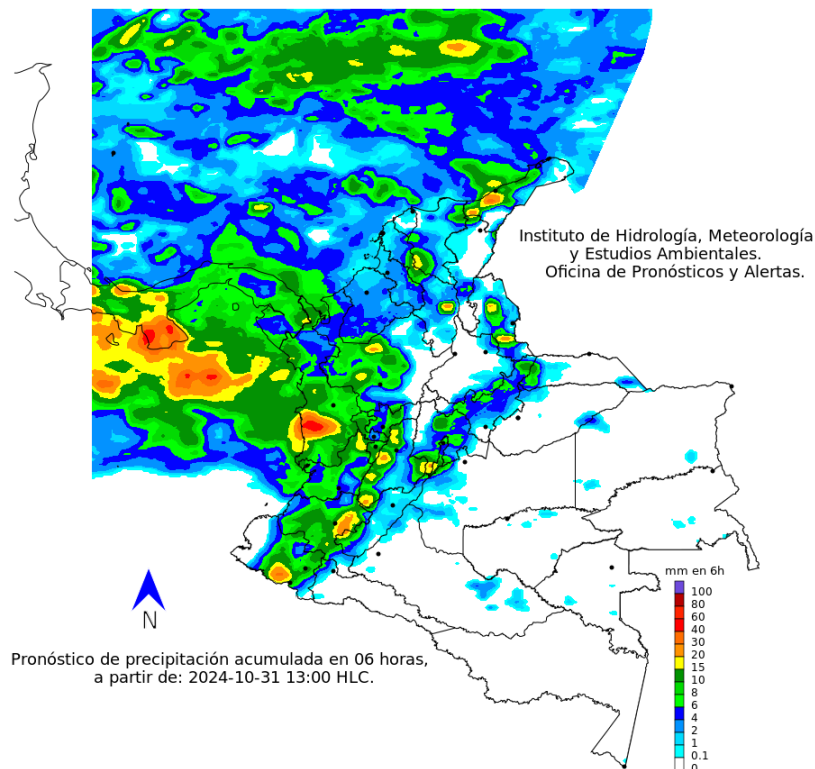 Instituto de Hidrología, Meteorología
y Estudios Ambientales.
Oficina de Pronósticos y Alertas.
mm en 6h
100
80
60
40
30
20
15
10
8
6
4
2
1
0.1
0
N
Pronóstico de precipitación acumulada en 06 horas,
a partir de: 2024-10-31 13:00 HLC.